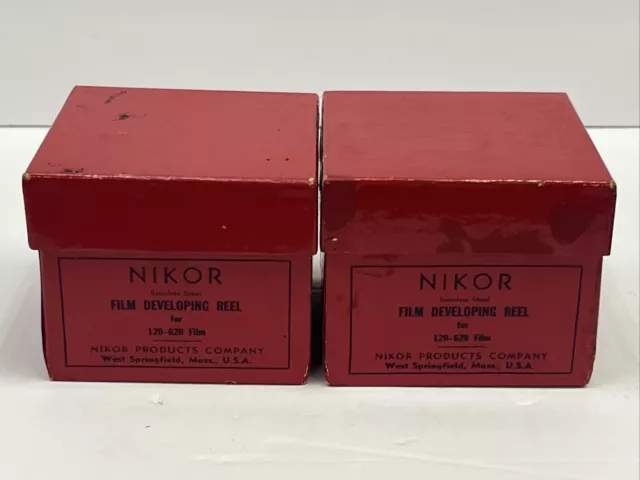 NIKOR
Stainless Steel
FILM DEVELOPING REEL
for
120-620 Film
NIKOR PRODUCTS COMPANY
West Springfield, Mass., U.S.A.
NIKOR
Stainless Steel
FILM DEVELOPING REEL
for
120-620 Film
NIKOR PRODUCTS COMPANY
West Springfield, Mass., U.S.A.